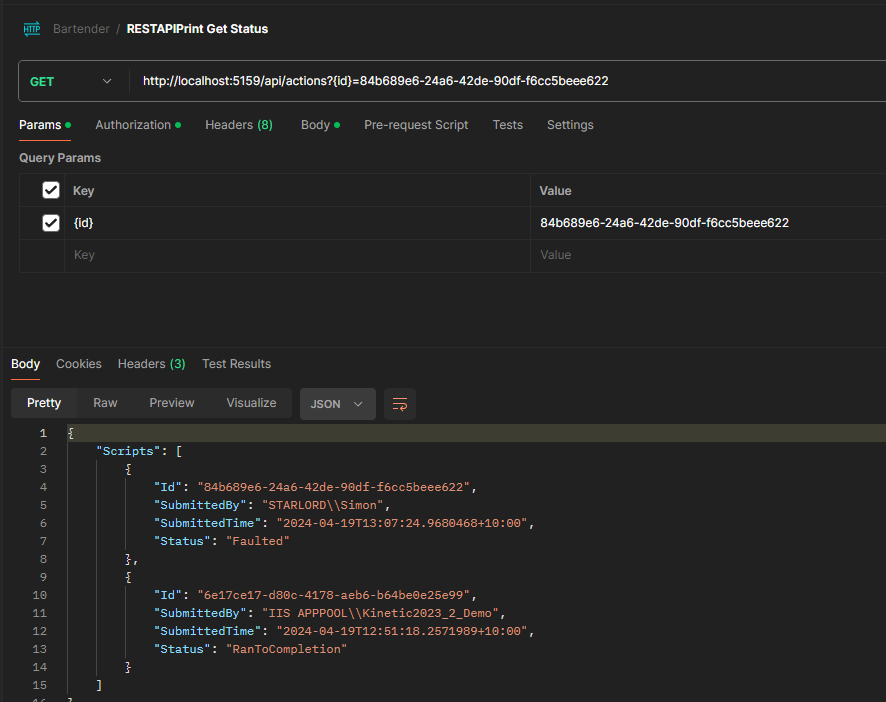 HTTP Bartender / RESTAPIPrint Get Status
GET http://localhost:5159/api/actions?{id}=84b689e6-24a6-42de-90df-f6cc5beee622
Params Authorization Headers (8) Body Pre-request Script Tests Settings
Query Params
Key Value
{id} 84b689e6-24a6-42de-90df-f6cc5beee622
Key Value
Body Cookies Headers (3) Test Results
Pretty Raw Preview Visualize JSON
1 {
2 "Scripts": [
3 {
4 "Id": "84b689e6-24a6-42de-90df-f6cc5beee622",
5 "SubmittedBy": "STARLORD\\Simon",
6 "SubmittedTime": "2024-04-19T13:07:24.9680468+10:00",
7 "Status": "Faulted"
8 },
9 {
10 "Id": "6e17ce17-d80c-4178-aeb6-b64be0e25e99",
11 "SubmittedBy": "IIS APPPOOL\\Kinetic2023_2_Demo",
12 "SubmittedTime": "2024-04-19T12:51:18.2571989+10:00",
13 "Status": "RanToCompletion"
14 }
15 ]